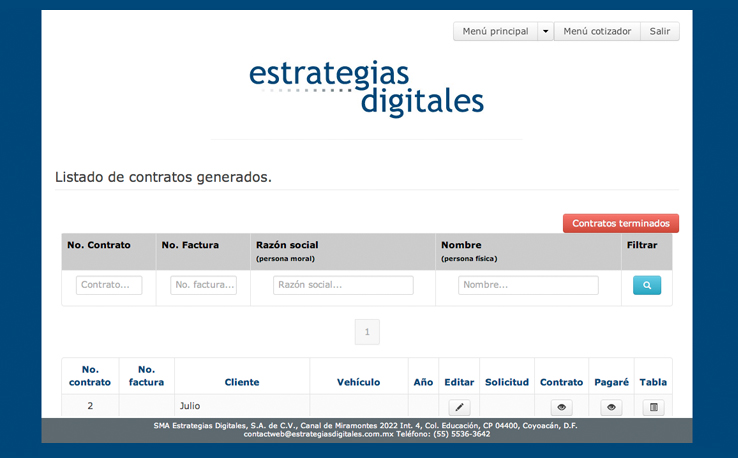 Menú principal Menú cotizador Salir
estrategias
digitales
Listado de contratos generados.
Contratos terminados
No. Contrato No. Factura Razón social Nombre Filtrar
(persona moral) (persona física)
Contrato... No. factura... Razón social... Nombre...
1
No. No.
contrato factura Cliente Vehículo Año Editar Solicitud Contrato Pagaré Tabla
2 Julio
SMA Estrategias Digitales, S.A. de C.V., Canal de Miramontes 2022 Int. 4, Col. Educación, CP 04400, Coyoacán, D.F.
contactweb@estrategiasdigitales.com.mx Teléfono: (55) 5536-3642